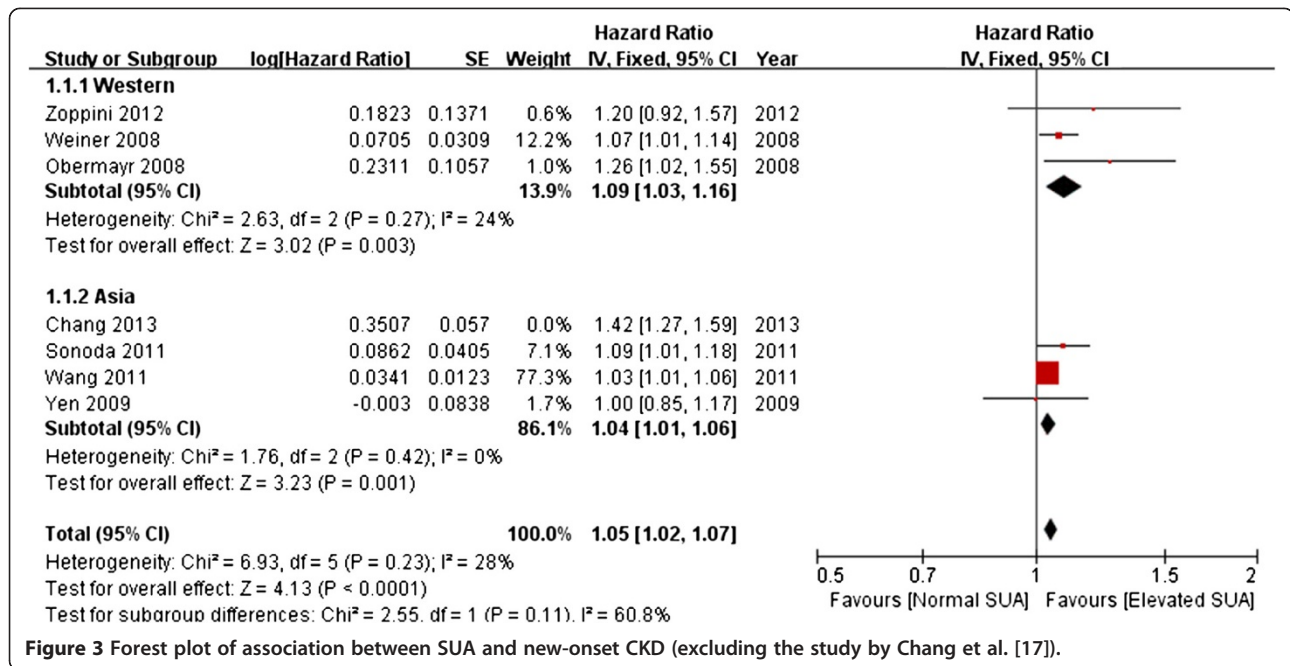 Hazard Ratio Hazard Ratio
Study or Subgroup log[Hazard Ratio] SE Weight IV, Fixed, 95% CI Year IV, Fixed, 95% CI
1.1.1 Western
Zoppini 2012 0.1823 0.1371 0.6% 1.20 [0.92, 1.57] 2012
Weiner 2008 0.0705 0.0309 12.2% 1.07 [1.01, 1.14] 2008
Obermayr 2008 0.2311 0.1057 1.0% 1.26 [1.02, 1.55] 2008
Subtotal (95% CI) 13.9% 1.09 [1.03, 1.16]
Heterogeneity: Chi² = 2.63, df = 2 (P = 0.27); I² = 24%
Test for overall effect: Z = 3.02 (P = 0.003)
1.1.2 Asia
Chang 2013 0.3507 0.057 0.0% 1.42 [1.27, 1.59] 2013
Sonoda 2011 0.0862 0.0405 7.1% 1.09 [1.01, 1.18] 2011
Wang 2011 0.0341 0.0123 77.3% 1.03 [1.01, 1.06] 2011
Yen 2009 -0.003 0.0838 1.7% 1.00 [0.85, 1.17] 2009
Subtotal (95% CI) 86.1% 1.04 [1.01, 1.06]
Heterogeneity: Chi² = 1.76, df = 2 (P = 0.42); I² = 0%
Test for overall effect: Z = 3.23 (P = 0.001)
Total (95% CI) 100.0% 1.05 [1.02, 1.07]
Heterogeneity: Chi² = 6.93, df = 5 (P = 0.23); I² = 28%
Test for overall effect: Z = 4.13 (P < 0.0001)
Test for subgroup differences: Chi² = 2.55, df = 1 (P = 0.11), I² = 60.8%
0.5 0.7 1 1.5 2
Favours [Normal SUA] Favours [Elevated SUA]
Figure 3 Forest plot of association between SUA and new-onset CKD (excluding the study by Chang et al. [17]).